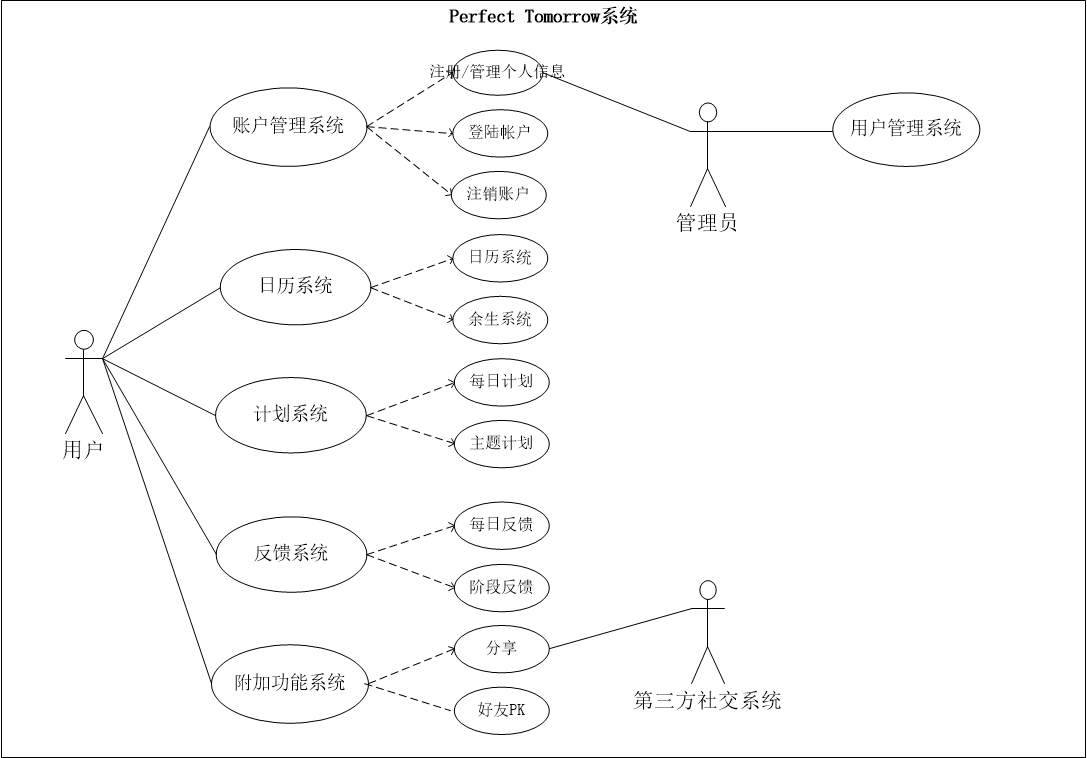 Perfect Tomorrow系统
注册/管理个人信息
账户管理系统
登陆帐户
用户管理系统
注销账户
管理员
日历系统
日历系统
余生系统
每日计划
计划系统
主题计划
用户
每日反馈
反馈系统
阶段反馈
分享
附加功能系统
第三方社交系统
好友PK